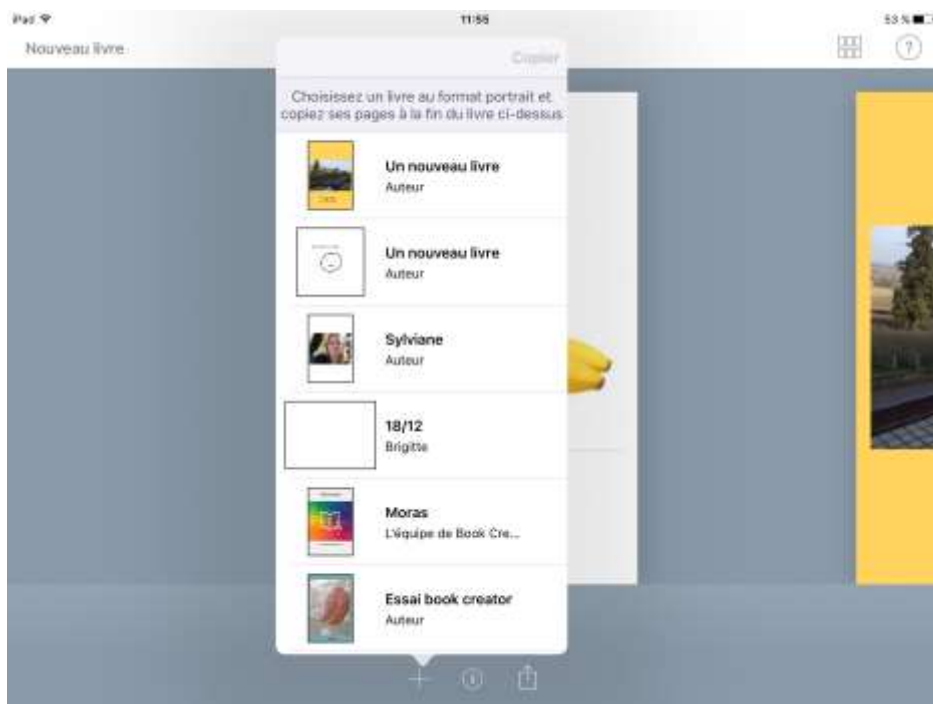 iPad
11:55
53 %
Nouveau livre
?
Copier
Choisissez un livre au format portrait et
copiez ses pages à la fin du livre ci-dessus
Un nouveau livre
Auteur
Un nouveau livre
Auteur
Sylviane
Auteur
18/12
Brigitte
Moras
L'équipe de Book Cre...
Essai book creator
Auteur